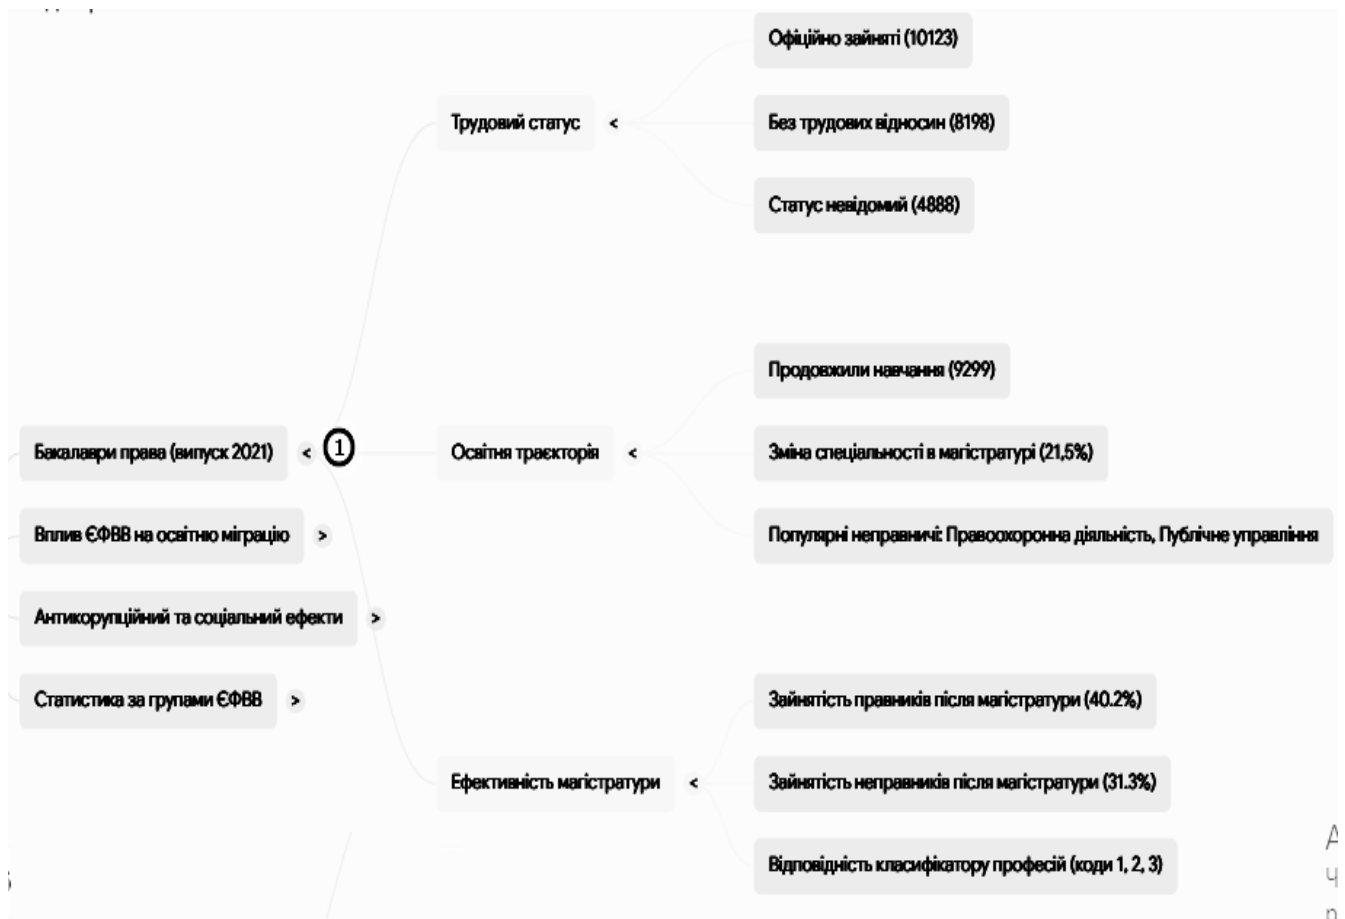 Офіційно зайняті (10123)
Трудовий статус <
Без трудових відносин (8198)
Статус невідомий (4888)
Продовжили навчання (9299)
Бакалаври права (випуск 2021) < 1
Освітня траєкторія <
Зміна спеціальності в магістратурі (21,5%)
Вплив ЄФВВ на освітню міграцію >
Популярні неправничі: Правоохоронна діяльність, Публічне управління
Антикорупційний та соціальний ефекти >
Статистика за групами ЄФВВ >
Зайнятість правників після магістратури (40.2%)
Ефективність магістратури <
Зайнятість неправників після магістратури (31.3%)
Відповідність класифікатору професій (коди 1, 2, 3)